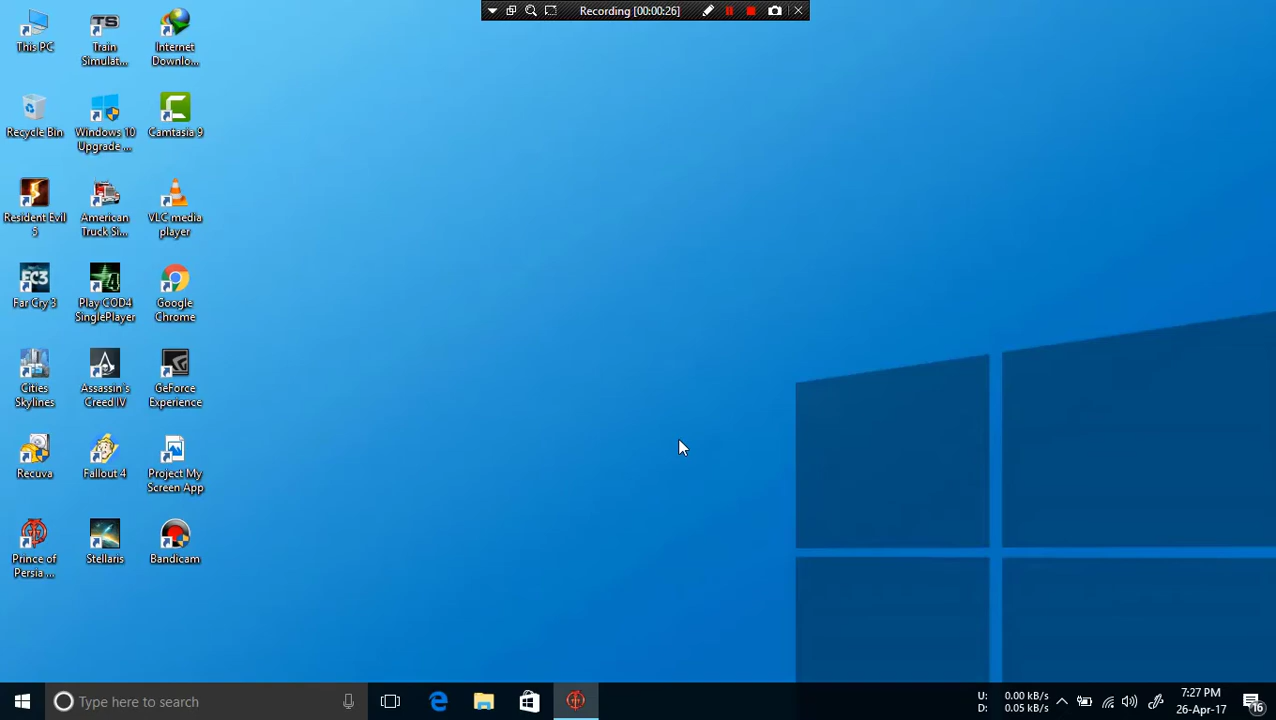 Recording [00:00:26]
This PC
Train
Simulat...
Internet
Downlo...
Recycle Bin
Windows 10
Upgrade ...
Camtasia 9
Resident Evil
5
American
Truck Si...
VLC media
player
Far Cry 3
Play COD4
SinglePlayer
Google
Chrome
Cities
Skylines
Assassin's
Creed IV
GeForce
Experience
Recuva
Fallout 4
Project My
Screen App
Prince of
Persia ...
Stellaris
Bandicam
Type here to search
U: 0.00 kB/s
D: 0.05 kB/s
7:27 PM
26-Apr-17
16